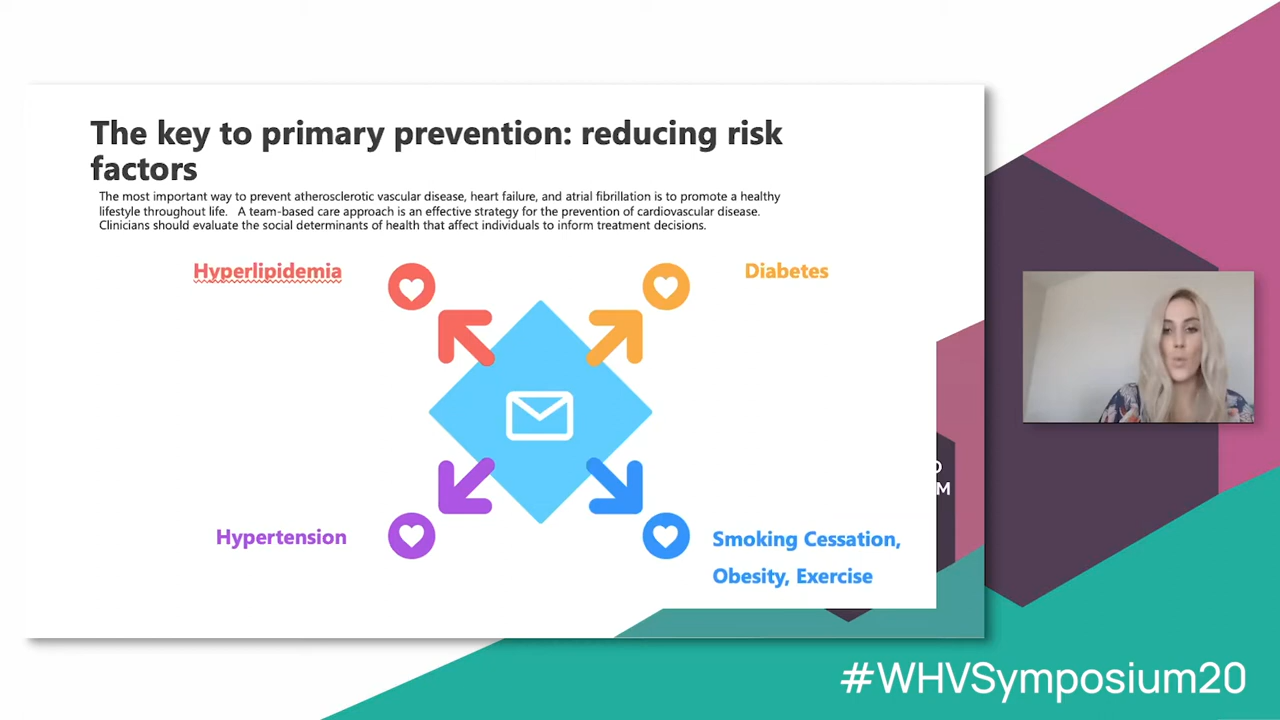 The key to primary prevention: reducing risk
factors
The most important way to prevent atherosclerotic vascular disease, heart failure, and atrial fibrillation is to promote a healthy
lifestyle throughout life. A team-based care approach is an effective strategy for the prevention of cardiovascular disease.
Clinicians should evaluate the social determinants of health that affect individuals to inform treatment decisions.
Hyperlipidemia
Diabetes
Hypertension
Smoking Cessation,
Obesity, Exercise
#WHVSymposium20